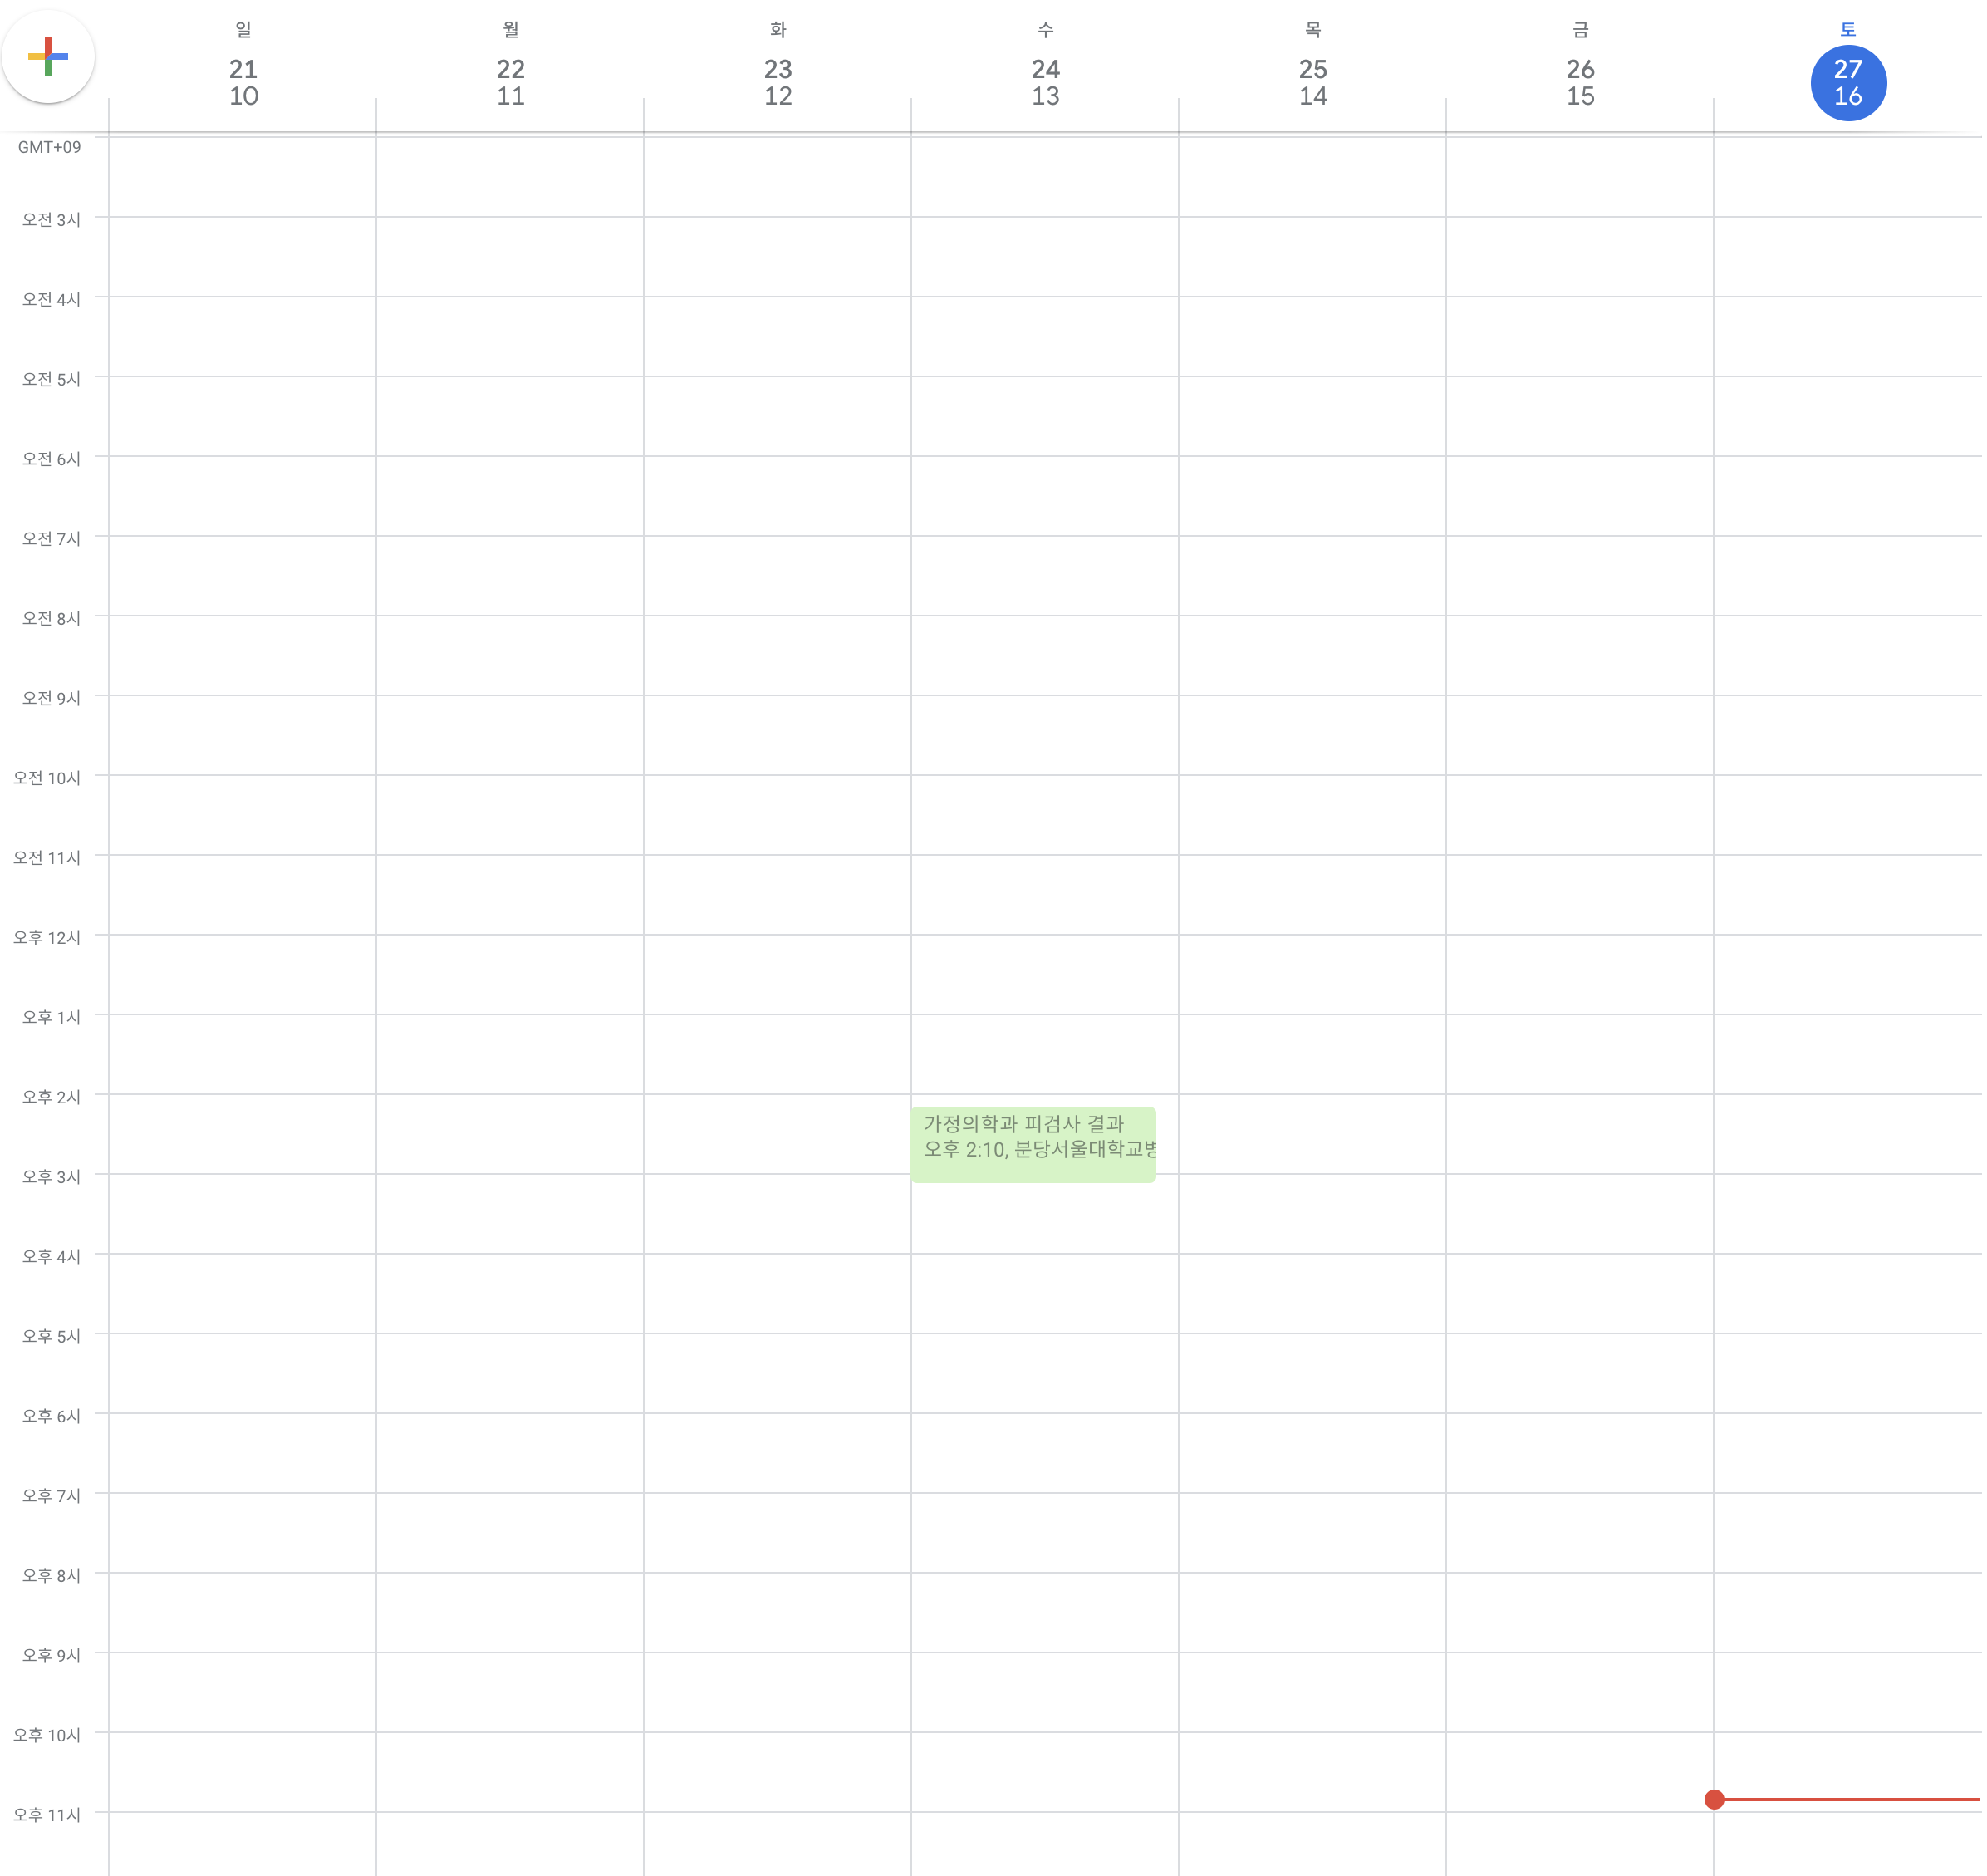 일 월 화 수 목 금 토
21 22 23 24 25 26 27
10 11 12 13 14 15 16
GMT+09
오전 3시
오전 4시
오전 5시
오전 6시
오전 7시
오전 8시
오전 9시
오전 10시
오전 11시
오후 12시
오후 1시
오후 2시
가정의학과 피검사 결과
오후 2:10, 분당서울대학교병
오후 3시
오후 4시
오후 5시
오후 6시
오후 7시
오후 8시
오후 9시
오후 10시
오후 11시